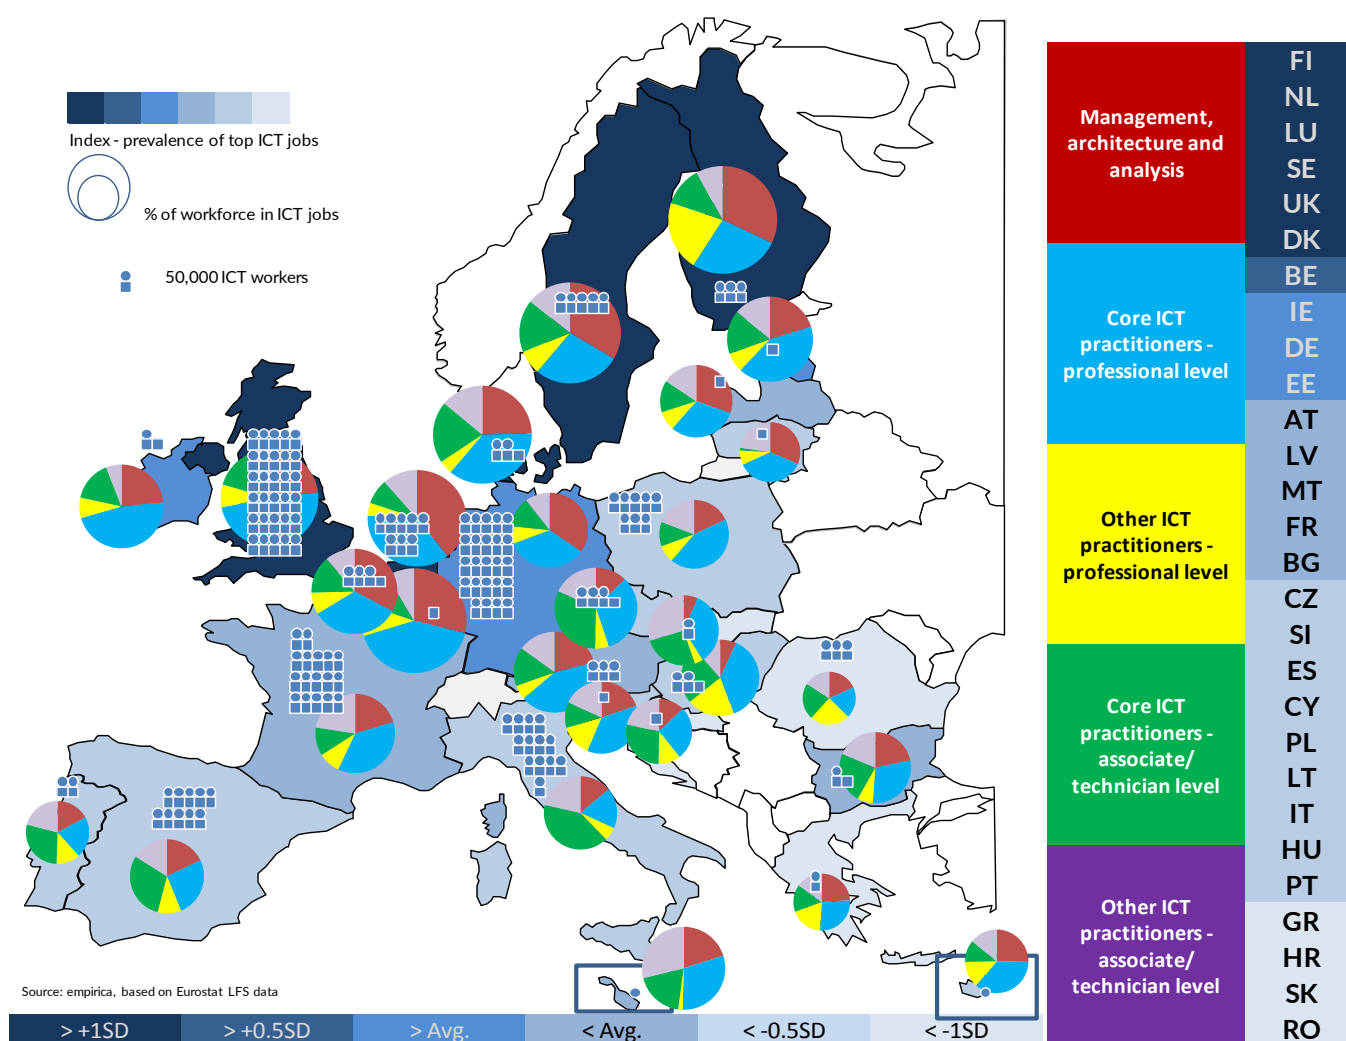 Index - prevalence of top ICT jobs
% of workforce in ICT jobs
50,000 ICT workers
Source: empirica, based on Eurostat LFS data
> +1SD
> +0.5SD
> Avg.
< Avg.
< -0.5SD
< -1SD
Management,
architecture and
analysis
Core ICT
practitioners -
professional level
Other ICT
practitioners -
professional level
Core ICT
practitioners -
associate/
technician level
Other ICT
practitioners -
associate/
technician level
FI
NL
LU
SE
UK
DK
BE
IE
DE
EE
AT
LV
MT
FR
BG
CZ
SI
ES
CY
PL
LT
IT
HU
PT
GR
HR
SK
RO